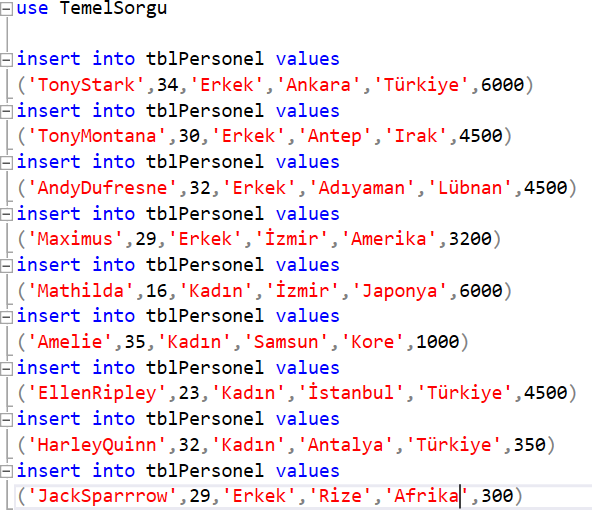 use TemelSorgu
insert into tblPersonel values
('TonyStark',34,'Erkek','Ankara','Türkiye',6000)
insert into tblPersonel values
('TonyMontana',30,'Erkek','Antep','Irak',4500)
insert into tblPersonel values
('AndyDufresne',32,'Erkek','Adıyaman','Lübnan',4500)
insert into tblPersonel values
('Maximus',29,'Erkek','İzmir','Amerika',3200)
insert into tblPersonel values
('Mathilda',16,'Kadın','İzmir','Japonya',6000)
insert into tblPersonel values
('Amelie',35,'Kadın','Samsun','Kore',1000)
insert into tblPersonel values
('EllenRipley',23,'Kadın','İstanbul','Türkiye',4500)
insert into tblPersonel values
('HarleyQuinn',32,'Kadın','Antalya','Türkiye',350)
insert into tblPersonel values
('JackSparrrow',29,'Erkek','Rize','Afrika',300)